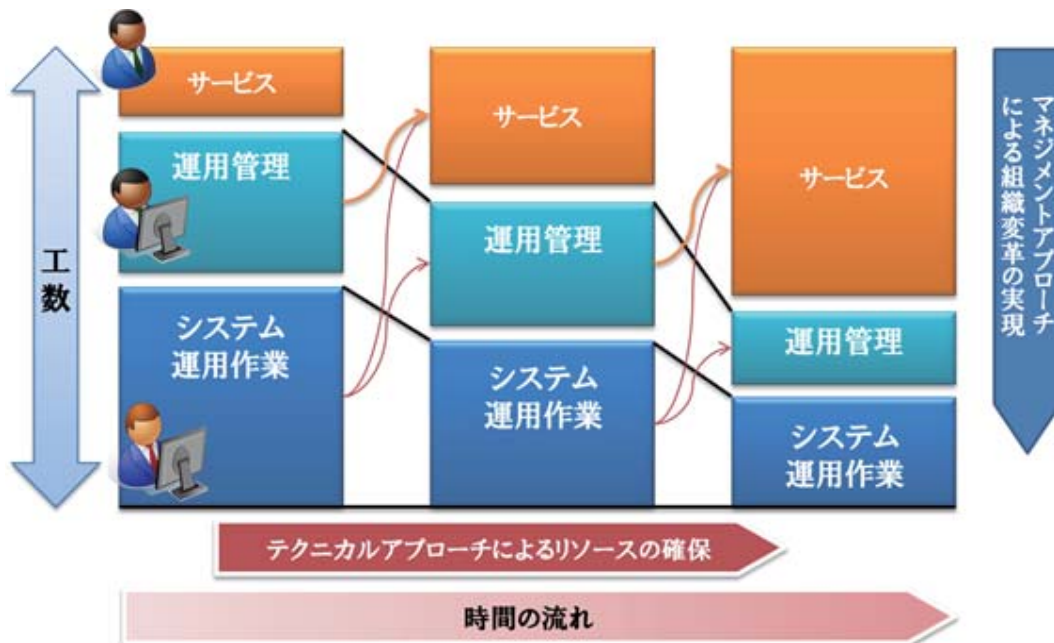 工数
サービス
運用管理
システム
運用作業
サービス
運用管理
システム
運用作業
サービス
運用管理
システム
運用作業
マネジメントアプローチ
による組織変革の実現
テクニカルアプローチによるリソースの確保
時間の流れ